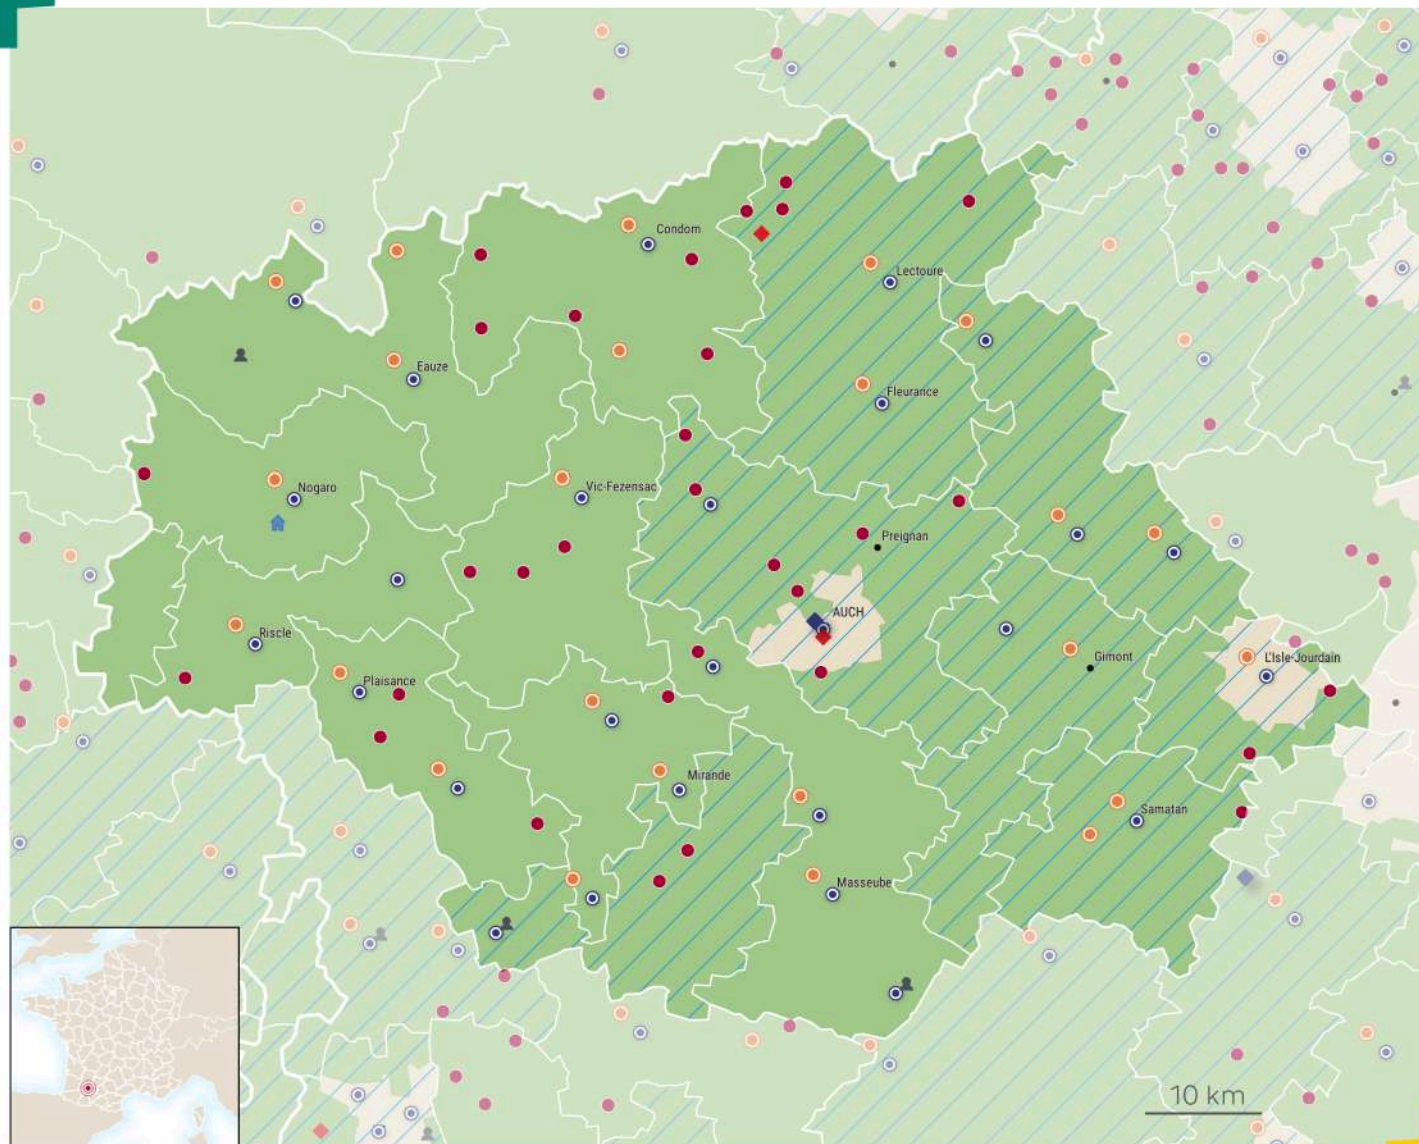 Condom
Lectoure
Eauze
Fleurance
Nogaro
Vic-Fezensac
Preignan
AUCH
Riscle
Gimont
L'Isle-Jourdain
Plaisance
Mirande
Samatan
Masseube
10 km